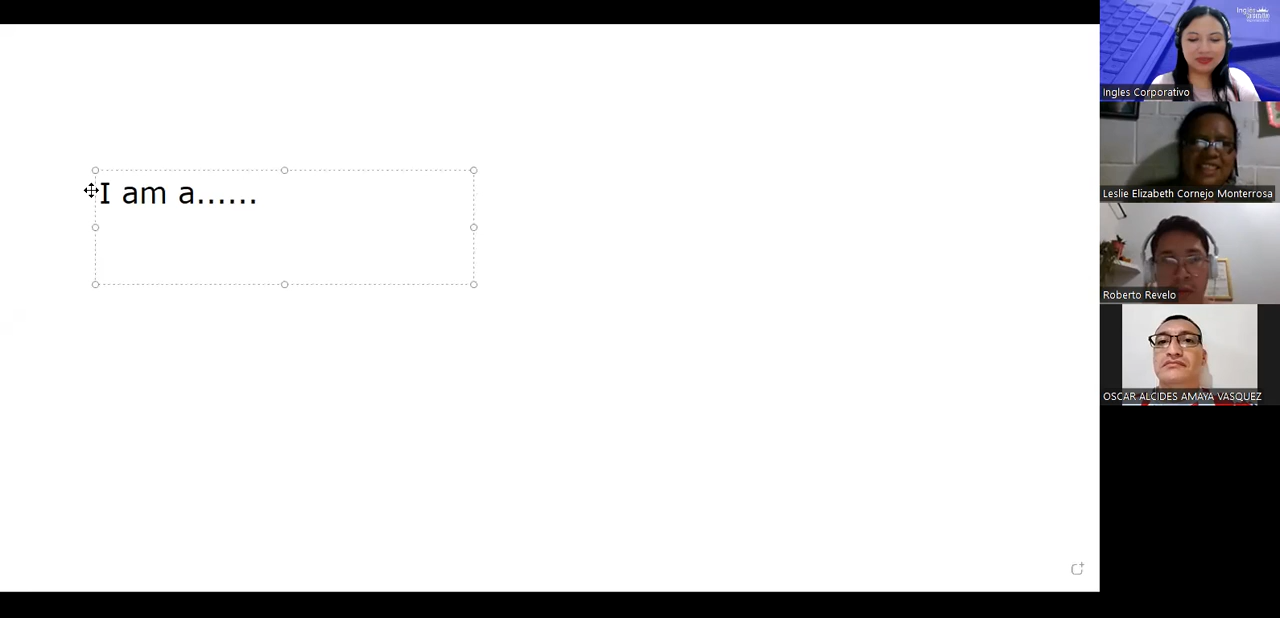 I am a......
Ingles Corporativo
Leslie Elizabeth Cornejo Monterrosa
Roberto Revelo
OSCAR ALCIDES AMAYA VASQUEZ